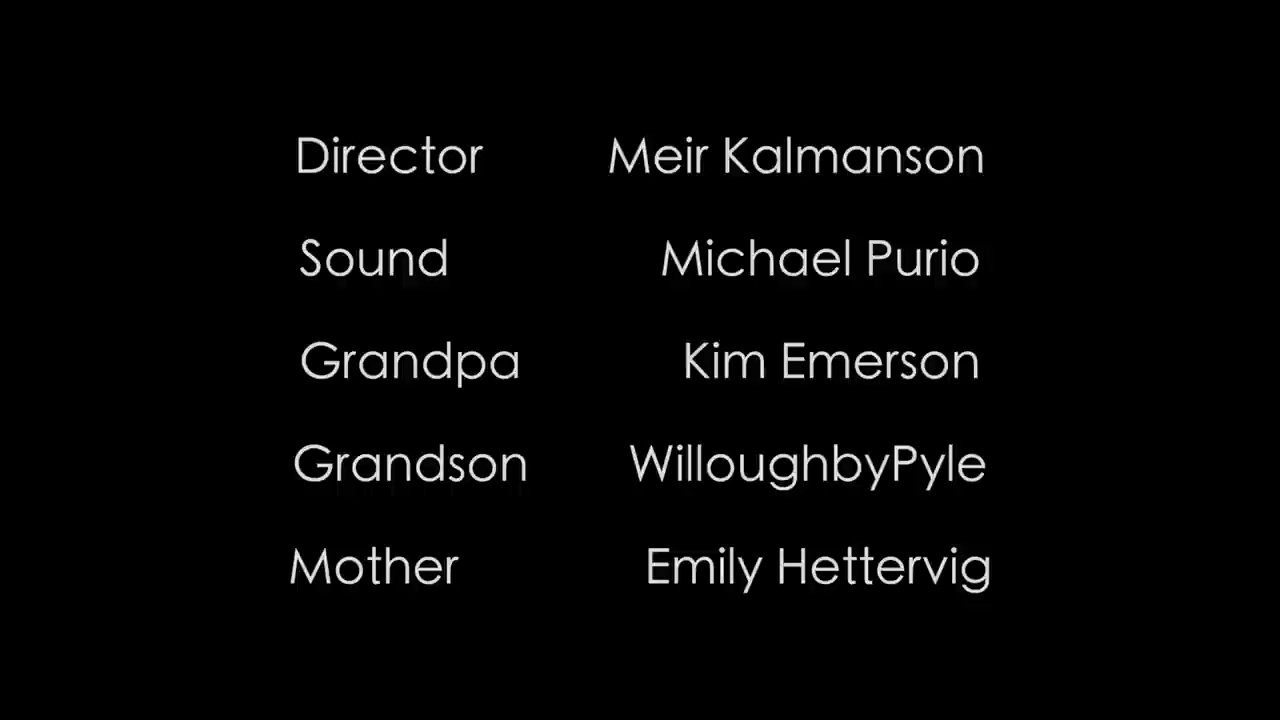 Director Meir Kalmanson
Sound Michael Purio
Grandpa Kim Emerson
Grandson WilloughbyPyle
Mother Emily Hettervig